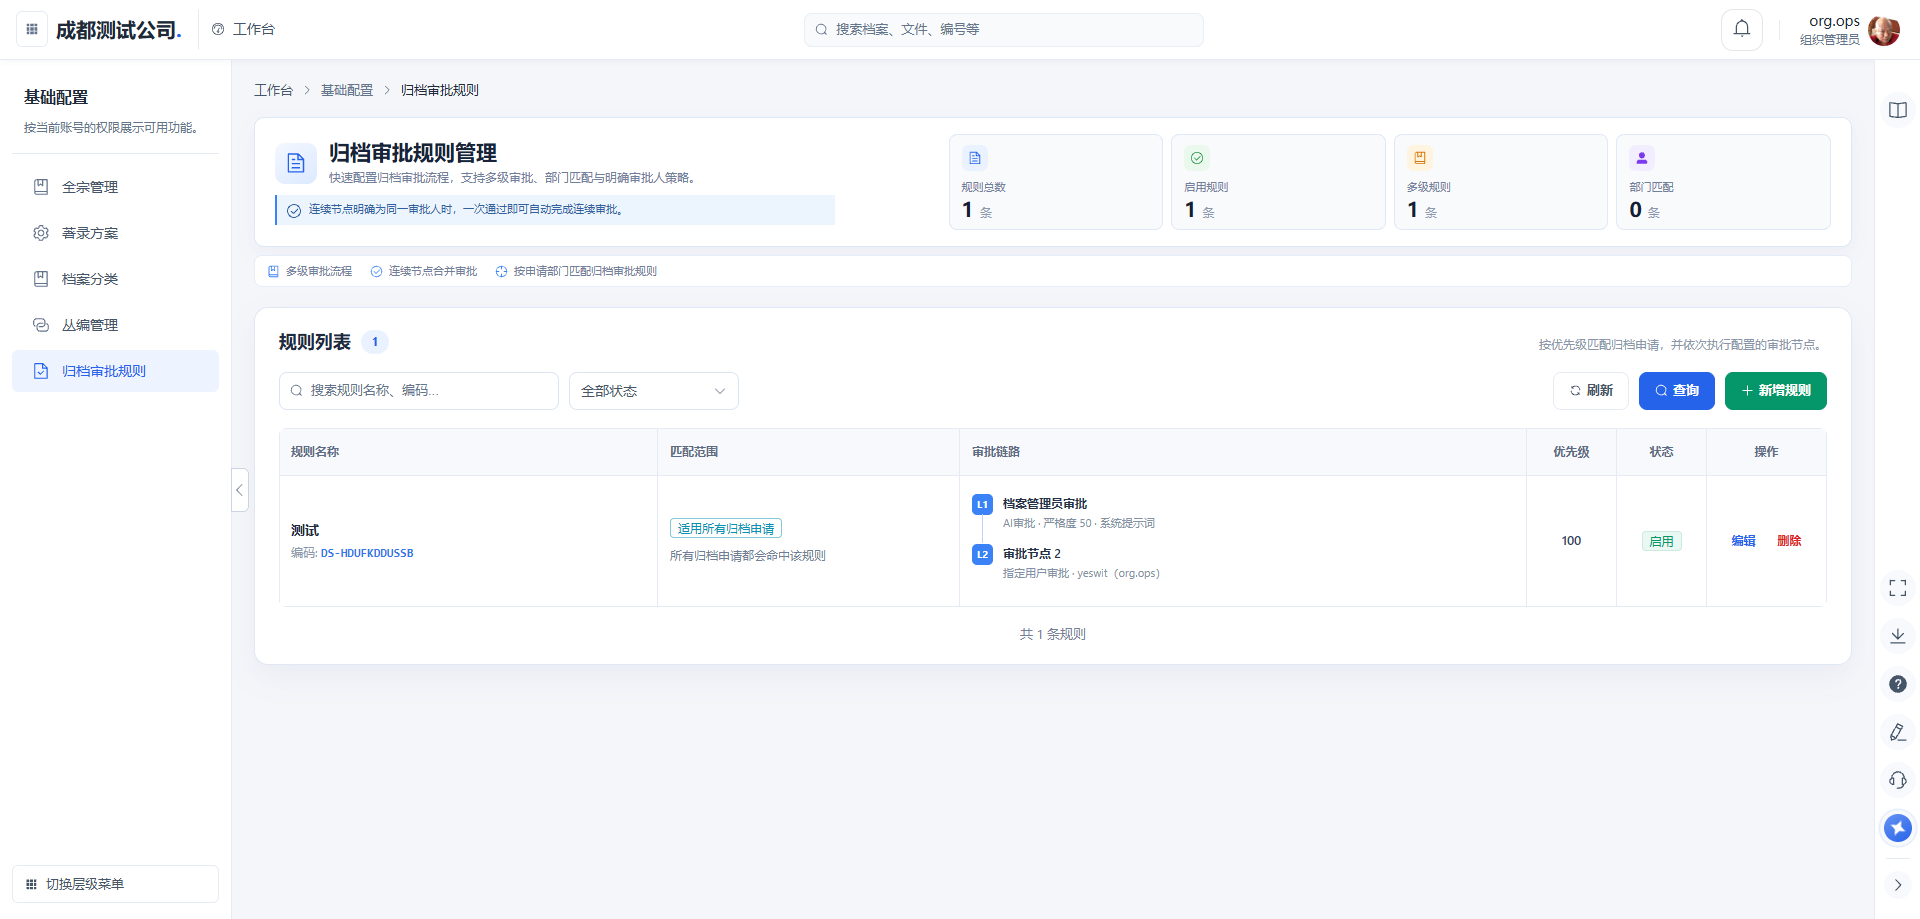 成都测试公司.
工作台
搜索档案、文件、编号等
org.ops
组织管理员
基础配置
按当前账号的权限展示可用功能。
全宗管理
著录方案
档案分类
丛编管理
归档审批规则
切换层级菜单
工作台 > 基础配置 > 归档审批规则
归档审批规则管理
快速配置归档审批流程，支持多级审批、部门匹配与明确审批人策略。
连续节点明确为同一审批人时，一次通过即可自动完成连续审批。
规则总数
1 条
启用规则
1 条
多级规则
1 条
部门匹配
0 条
多级审批流程 连续节点合并审批 按申请部门匹配归档审批规则
规则列表 1
按优先级匹配归档申请，并依次执行配置的审批节点。
搜索规则名称、编码...
全部状态
刷新
查询
新增规则
规则名称 匹配范围 审批链路 优先级 状态 操作
测试
编码: DS-HDUFKDDUSSB
适用所有归档申请
所有归档申请都会命中该规则
L1 档案管理员审批
AI审批 · 严格度 50 · 系统提示词
L2 审批节点 2
指定用户审批 · yeswit（org.ops）
100
启用
编辑 删除
共 1 条规则